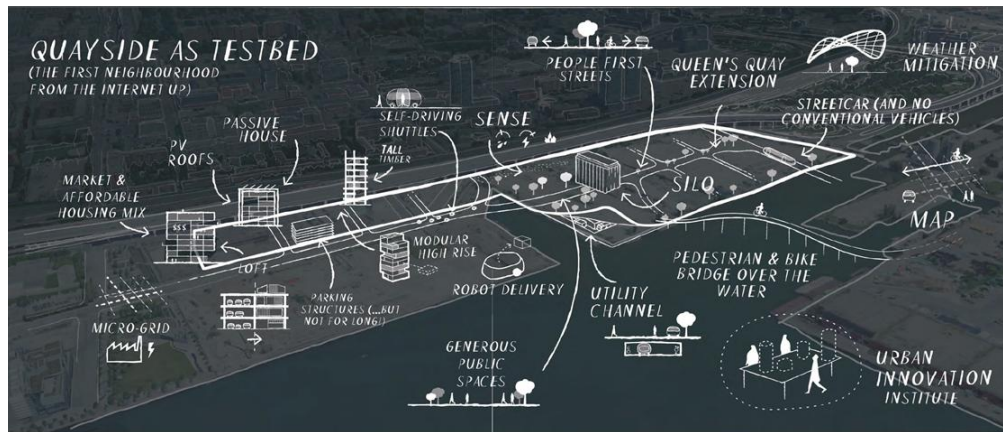 QUAYSIDE AS TESTBED
(THE FIRST NEIGHBOURHOOD
FROM THE INTERNET UP)
PEOPLE FIRST
STREETS
QUEEN'S QUAY
EXTENSION
WEATHER
MITIGATION
STREETCAR (AND NO
CONVENTIONAL VEHICLES)
SELF-DRIVING
SHUTTLES
TALL
TIMBER
SENSE
PASSIVE
HOUSE
PV
ROOFS
MARKET &
AFFORDABLE
HOUSING MIX
$$$
LOFT
SILO
MAP
MODULAR
HIGH RISE
ROBOT DELIVERY
PARKING
STRUCTURES (...BUT
NOT FOR LONG!)
MICRO-GRID
UTILITY
CHANNEL
PEDESTRIAN & BIKE
BRIDGE OVER THE
WATER
GENEROUS
PUBLIC
SPACES
URBAN
INNOVATION
INSTITUTE